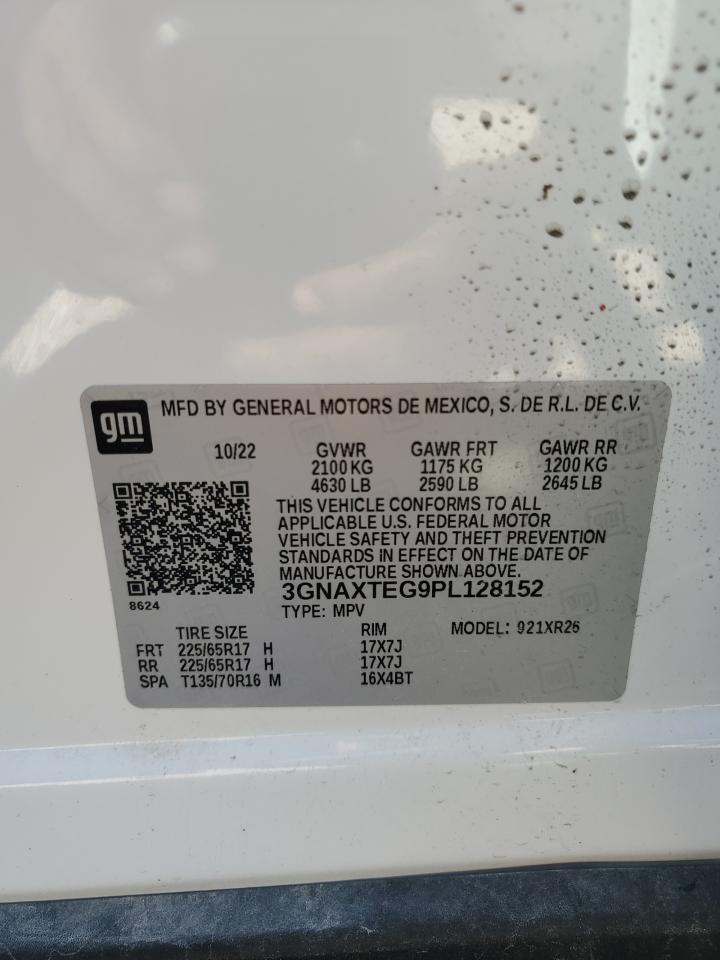 gm
MFD BY GENERAL MOTORS DE MEXICO, S. DE R.L. DE C.V.
10/22 GVWR GAWR FRT GAWR RR
2100 KG 1175 KG 1200 KG
4630 LB 2590 LB 2645 LB
THIS VEHICLE CONFORMS TO ALL
APPLICABLE U.S. FEDERAL MOTOR
VEHICLE SAFETY AND THEFT PREVENTION
STANDARDS IN EFFECT ON THE DATE OF
MANUFACTURE SHOWN ABOVE.
3GNAXTEG9PL128152
8624
TYPE: MPV
TIRE SIZE RIM MODEL: 921XR26
FRT 225/65R17 H 17X7J
RR 225/65R17 H 17X7J
SPA T135/70R16 M 16X4BT